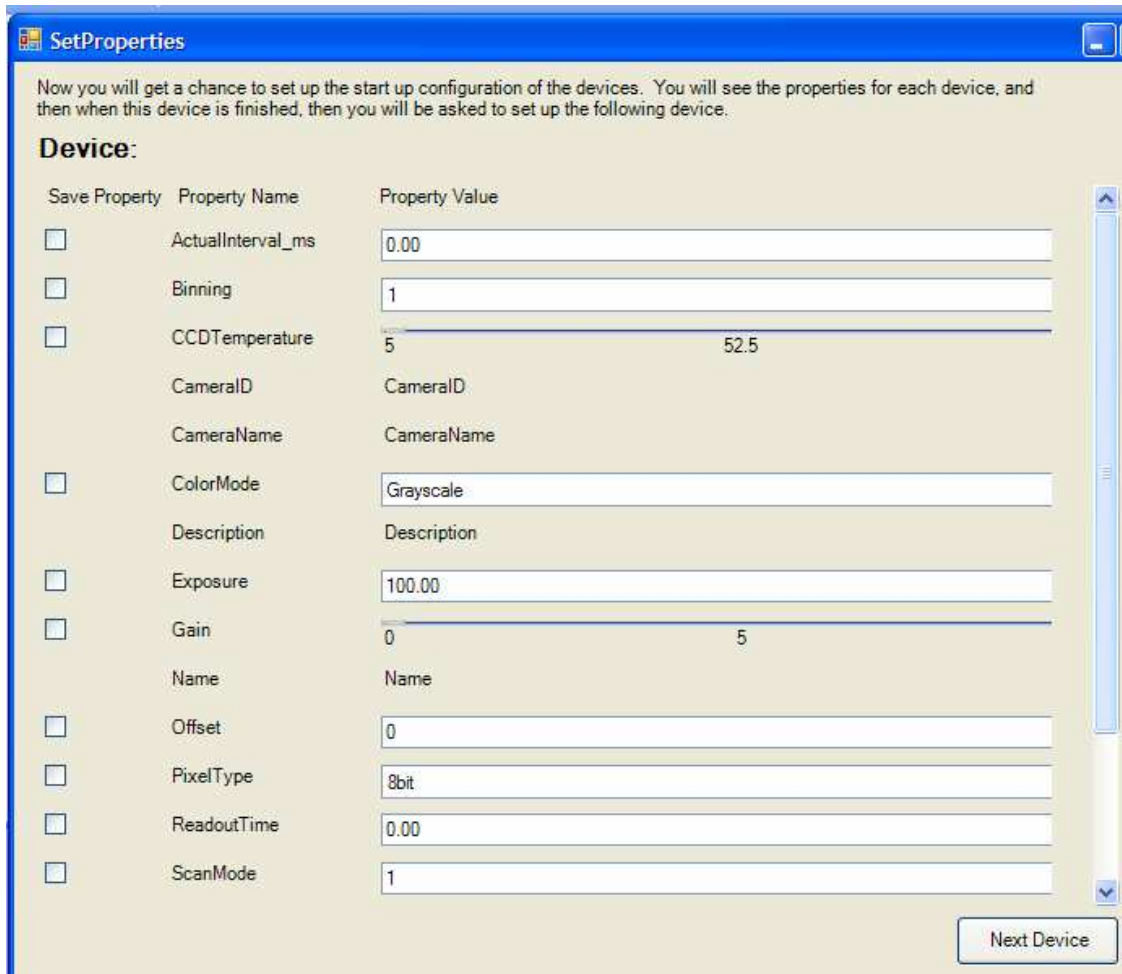 SetProperties
Now you will get a chance to set up the start up configuration of the devices. You will see the properties for each device, and
then when this device is finished, then you will be asked to set up the following device.
Device:
Save Property Property Name Property Value
ActualInterval_ms 0.00
Binning 1
CCDTemperature 5 52.5
CameraID CameraID
CameraName CameraName
ColorMode Grayscale
Description Description
Exposure 100.00
Gain 0 5
Name Name
Offset 0
PixelType 8bit
ReadoutTime 0.00
ScanMode 1
Next Device